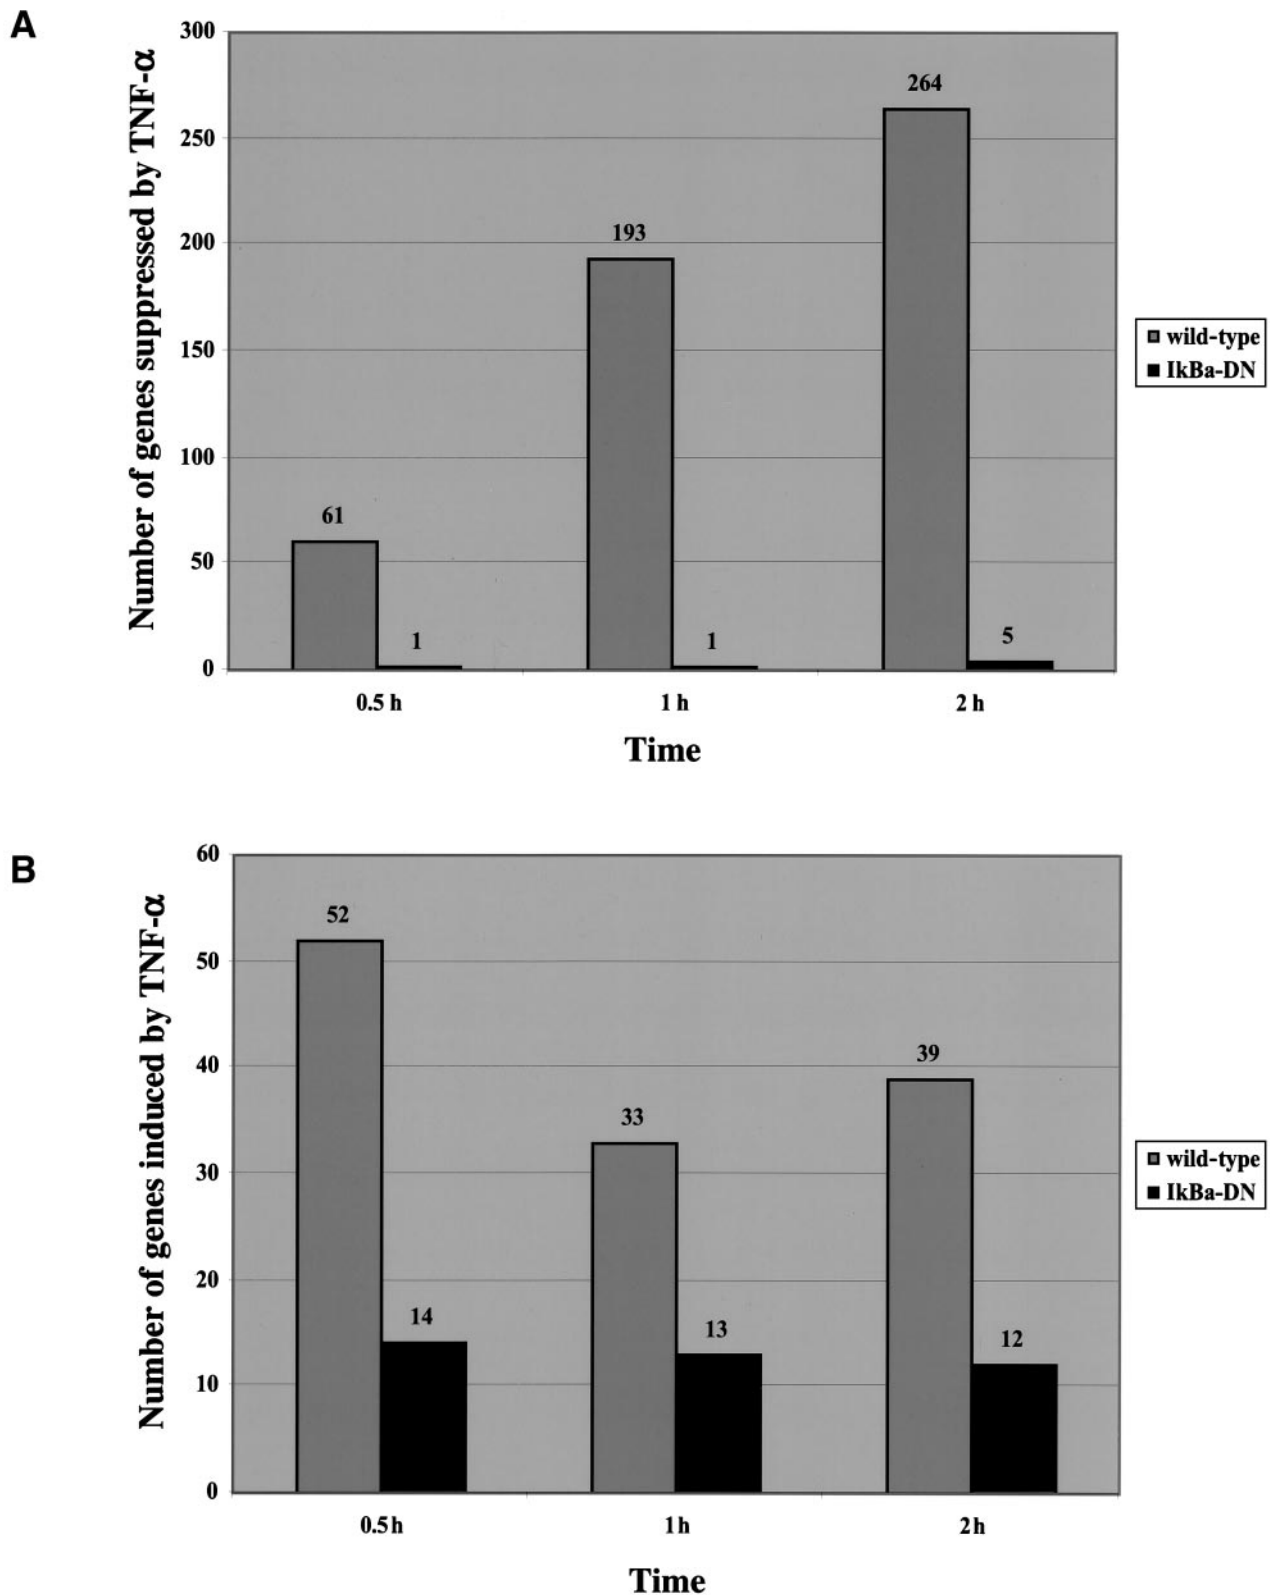 A
Number of genes suppressed by TNF-α
300
250
200
150
100
50
0
61
1
193
1
264
5
0.5 h
1 h
2 h
Time
wild-type
IkBa-DN
B
Number of genes induced by TNF-α
60
50
40
30
20
10
0
52
14
33
13
39
12
0.5 h
1h
2h
Time
wild-type
IkBa-DN